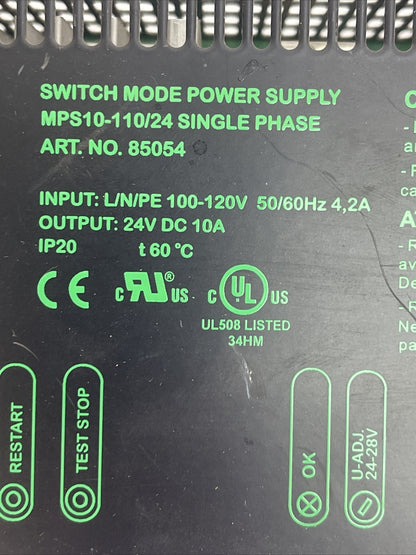 SWITCH MODE POWER SUPPLY
MPS10-110/24 SINGLE PHASE
ART. NO. 85054
INPUT: L/N/PE 100-120V 50/60Hz 4,2A
OUTPUT: 24V DC 10A
IP20 t 60 °C
CE c RU ® US c UL ® US
UL508 LISTED
34HM
RESTART
TEST STOP
OK
U-ADJ.
24-28V